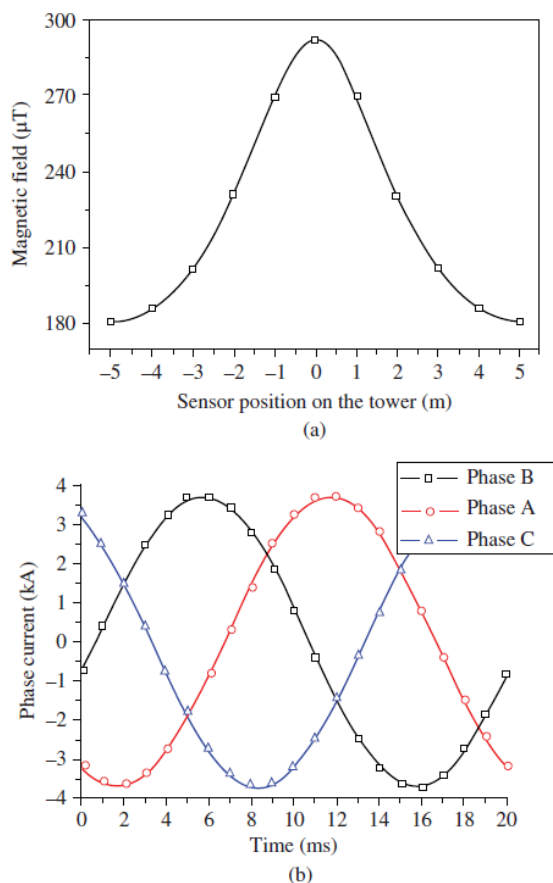 300
270
240
210
180
Magnetic field (μT)
−5 −4 −3 −2 −1 0 1 2 3 4 5
Sensor position on the tower (m)
(a)
4
3
2
1
0
−1
−2
−3
−4
Phase current (kA)
Phase B
Phase A
Phase C
0 2 4 6 8 10 12 14 16 18 20
Time (ms)
(b)